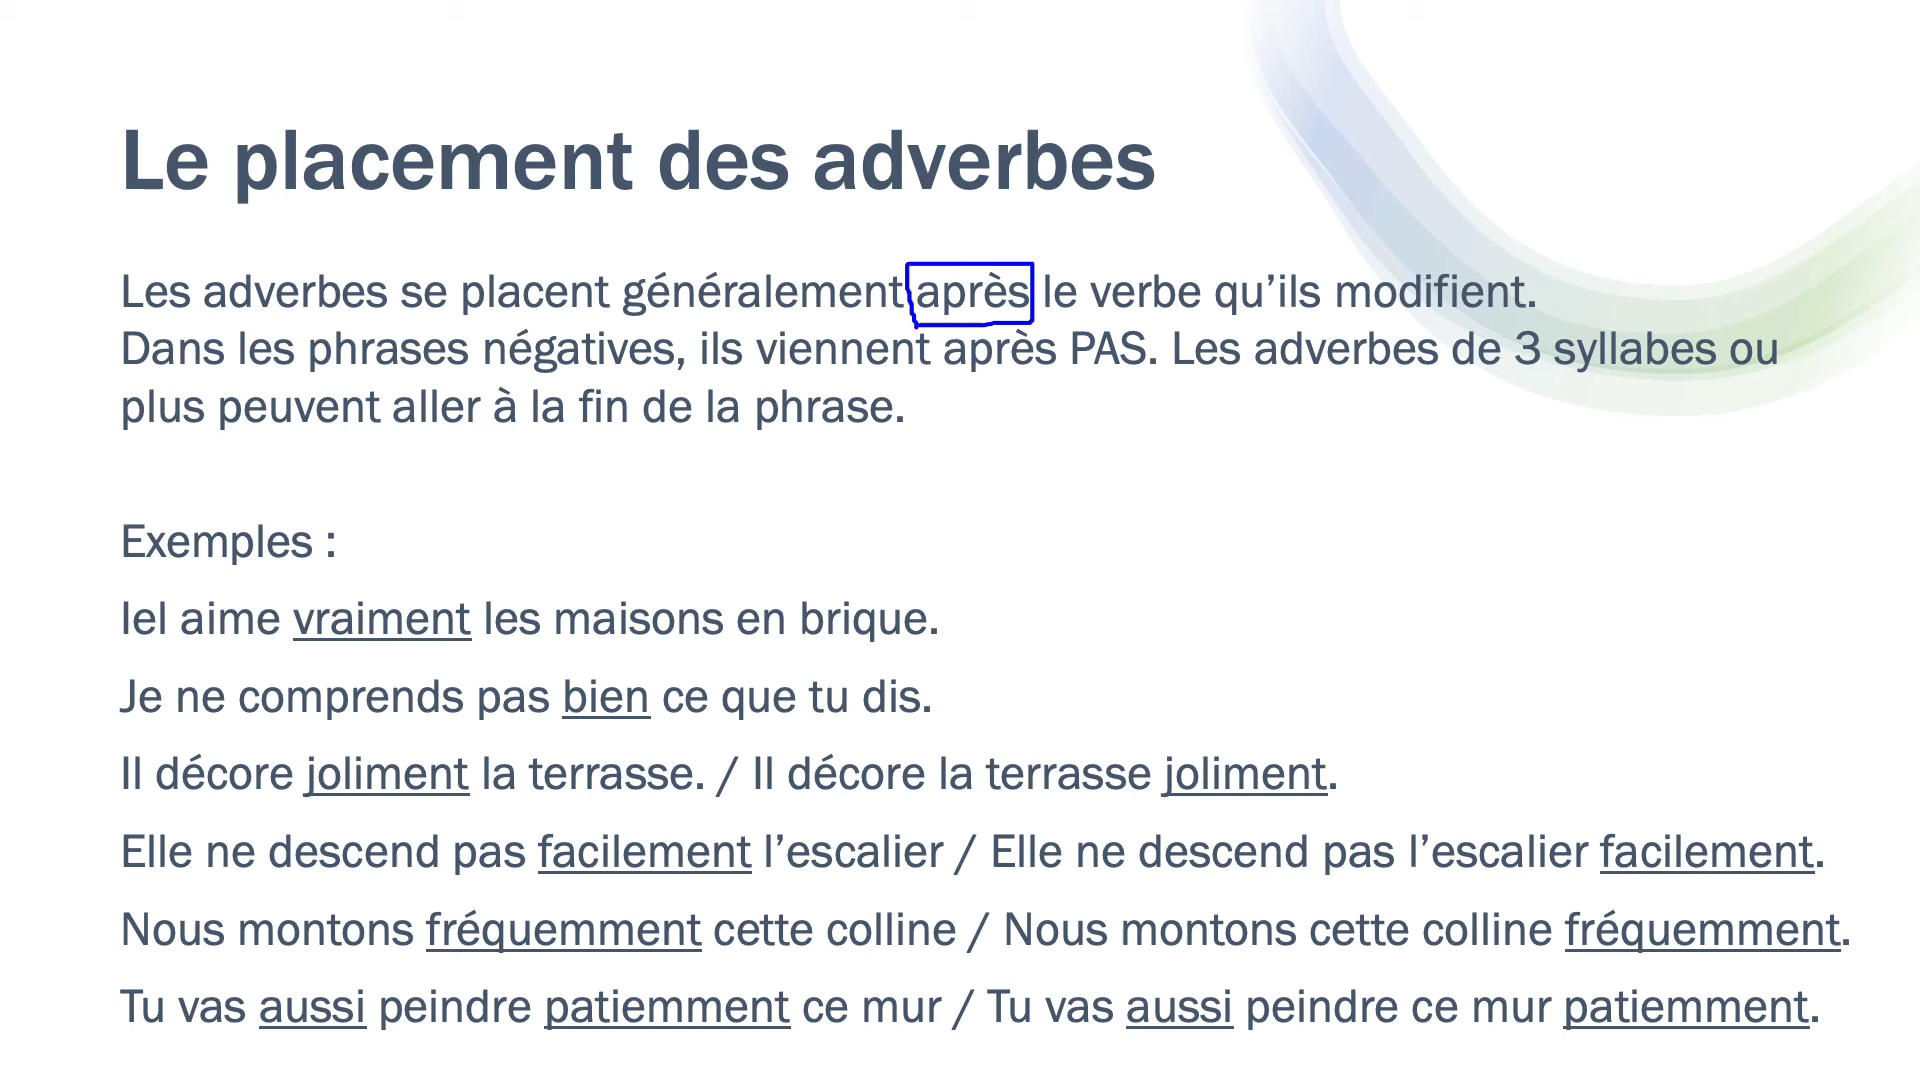 Le placement des adverbes
Les adverbes se placent généralement après le verbe qu’ils modifient.
Dans les phrases négatives, ils viennent après PAS. Les adverbes de 3 syllabes ou
plus peuvent aller à la fin de la phrase.
Exemples :
Iel aime vraiment les maisons en brique.
Je ne comprends pas bien ce que tu dis.
Il décore joliment la terrasse. / Il décore la terrasse joliment.
Elle ne descend pas facilement l’escalier / Elle ne descend pas l’escalier facilement.
Nous montons fréquemment cette colline / Nous montons cette colline fréquemment.
Tu vas aussi peindre patiemment ce mur / Tu vas aussi peindre ce mur patiemment.